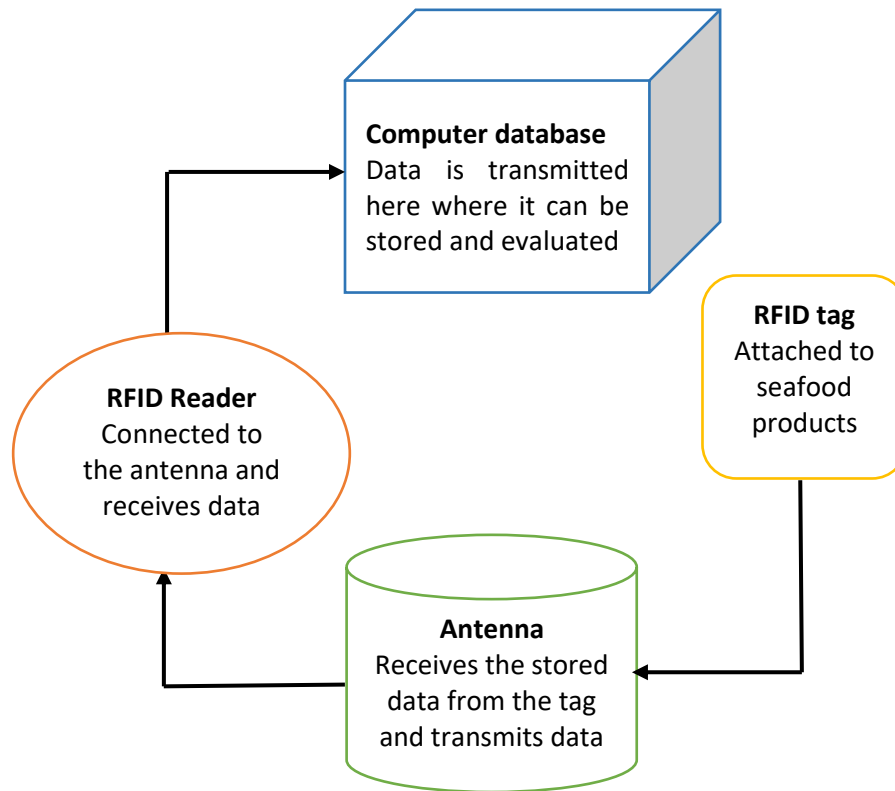 Computer database
Data is transmitted
here where it can be
stored and evaluated
RFID tag
Attached to
seafood
products
RFID Reader
Connected to
the antenna and
receives data
Antenna
Receives the stored
data from the tag
and transmits data